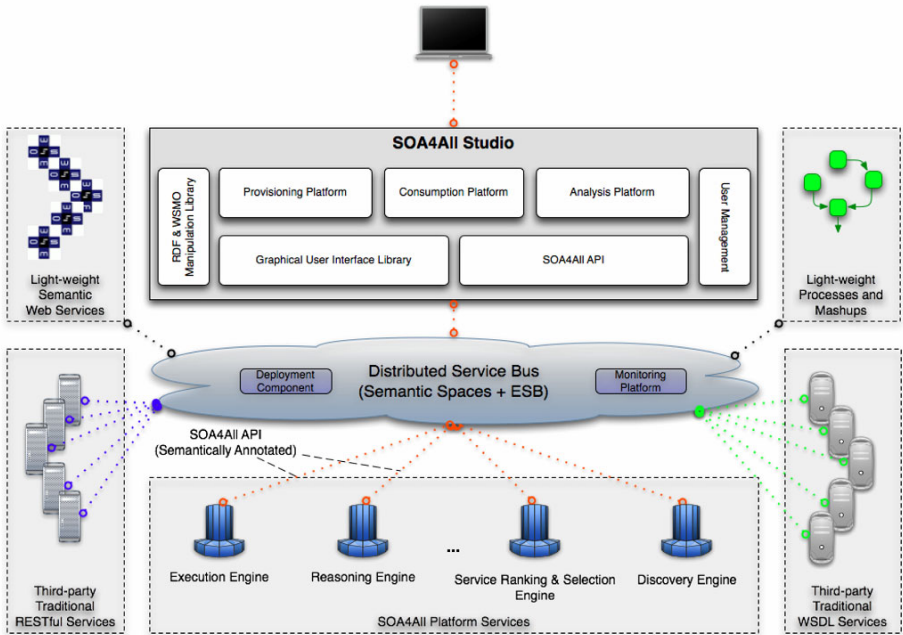 SOA4All Studio
RDF & WSMO
Manipulation Library
Provisioning Platform
Consumption Platform
Analysis Platform
User Management
Graphical User Interface Library
SOA4All API
Light-weight
Semantic
Web Services
Light-weight
Processes and
Mashups
Distributed Service Bus
(Semantic Spaces + ESB)
Deployment
Component
Monitoring
Platform
SOA4All API
(Semantically Annotated)
Execution Engine
Reasoning Engine
...
Service Ranking & Selection
Engine
Discovery Engine
SOA4All Platform Services
Third-party
Traditional
RESTful Services
Third-party
Traditional
WSDL Services